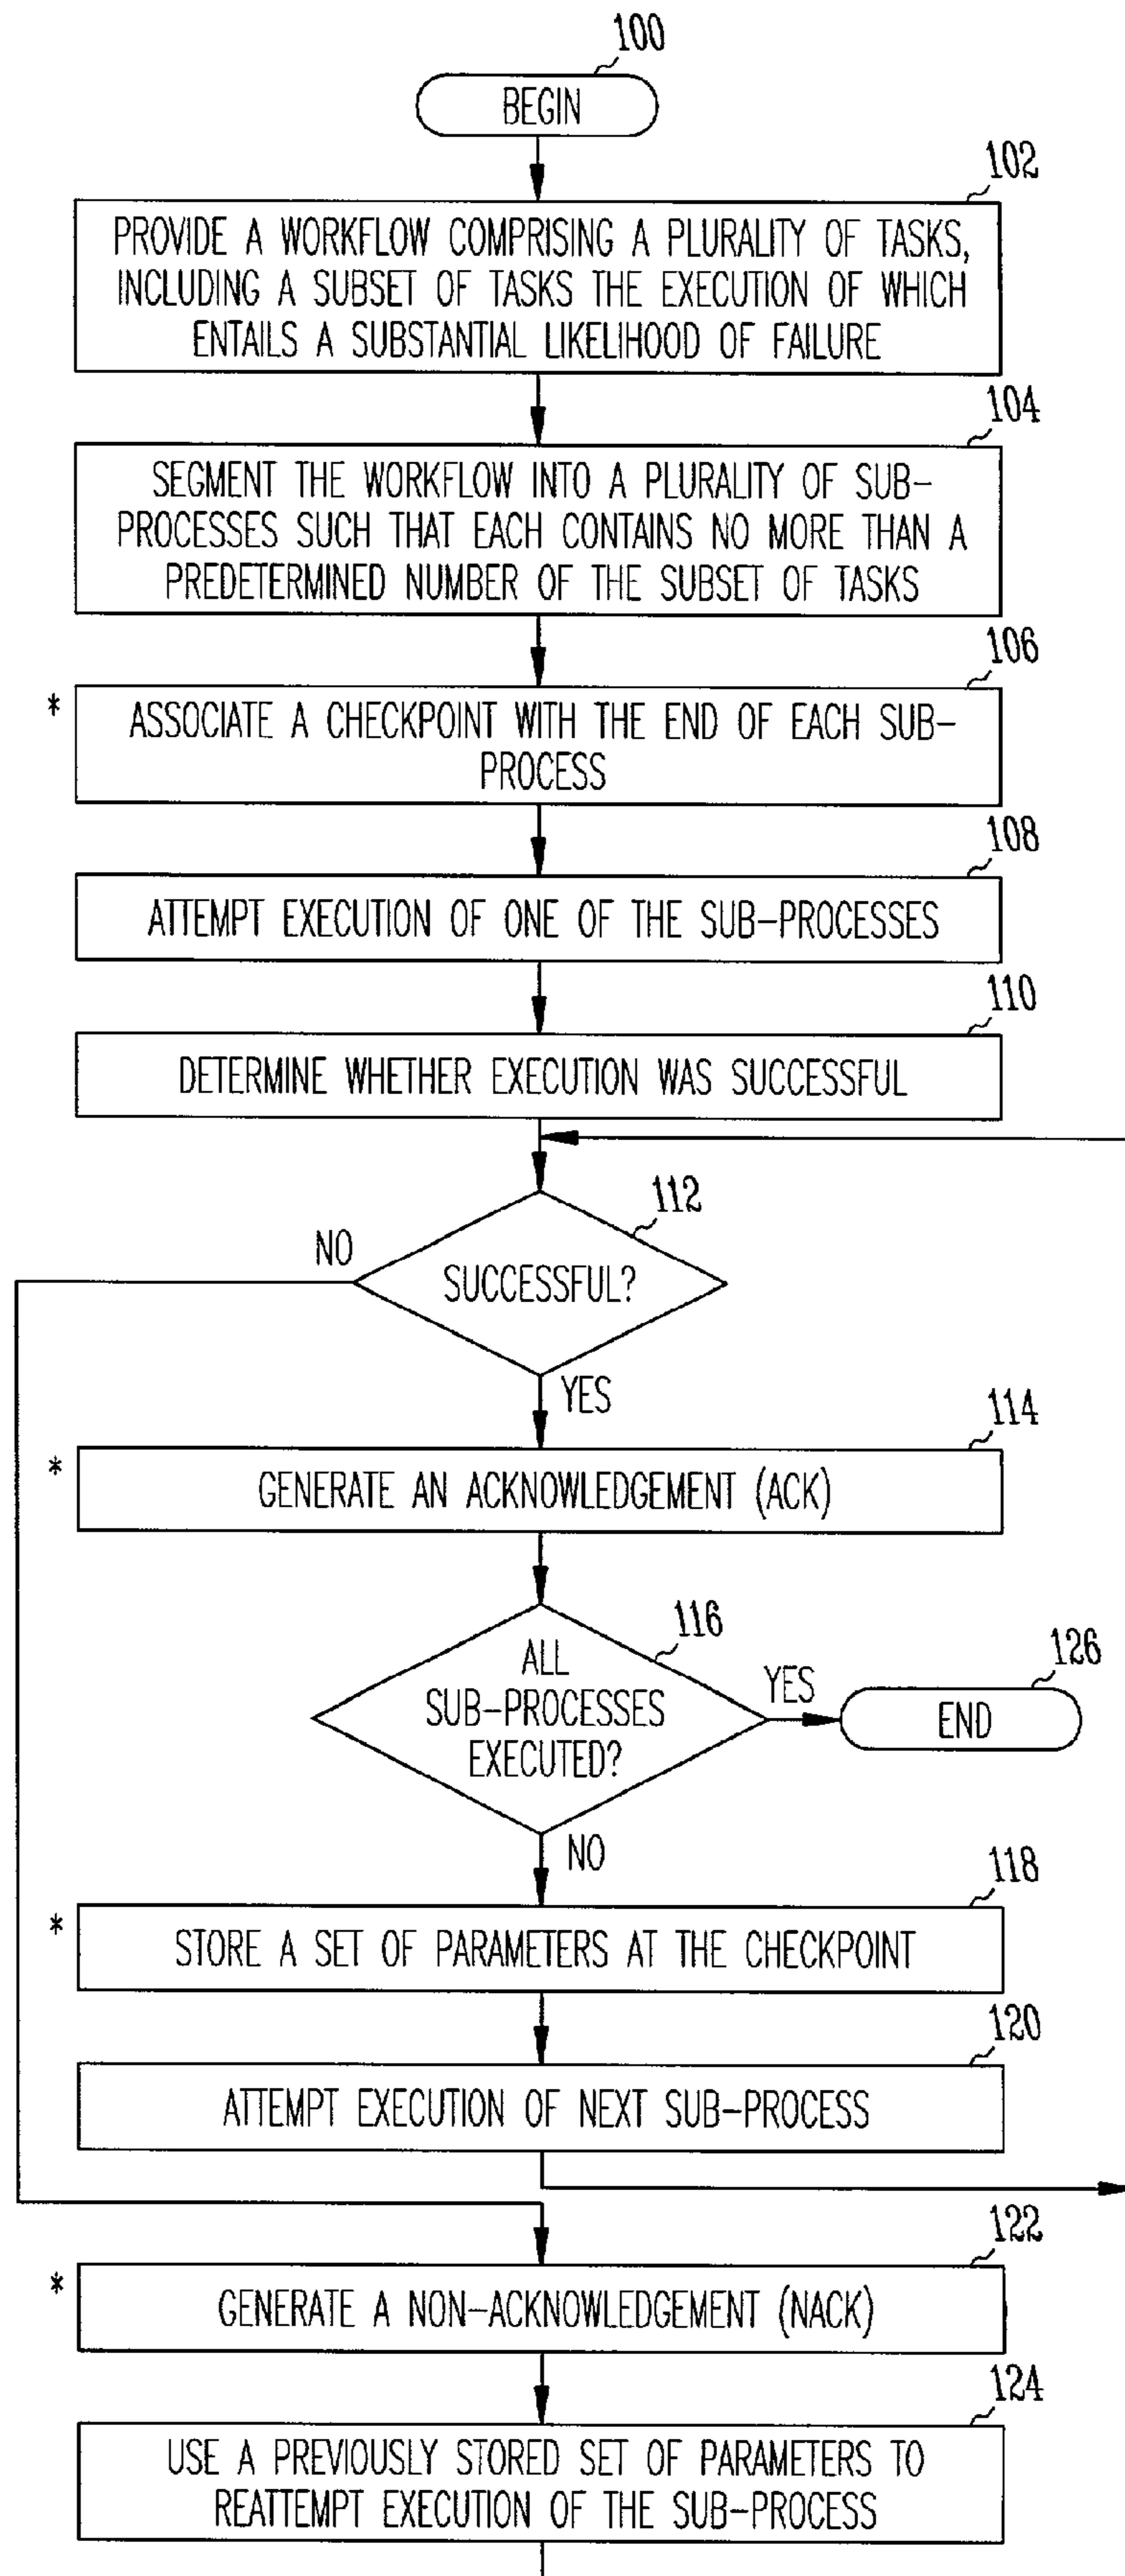 100
BEGIN
102
PROVIDE A WORKFLOW COMPRISING A PLURALITY OF TASKS,
INCLUDING A SUBSET OF TASKS THE EXECUTION OF WHICH
ENTAILS A SUBSTANTIAL LIKELIHOOD OF FAILURE
104
SEGMENT THE WORKFLOW INTO A PLURALITY OF SUB-
PROCESSES SUCH THAT EACH CONTAINS NO MORE THAN A
PREDETERMINED NUMBER OF THE SUBSET OF TASKS
106
*
ASSOCIATE A CHECKPOINT WITH THE END OF EACH SUB-
PROCESS
108
ATTEMPT EXECUTION OF ONE OF THE SUB-PROCESSES
110
DETERMINE WHETHER EXECUTION WAS SUCCESSFUL
112
NO
SUCCESSFUL?
YES
114
*
GENERATE AN ACKNOWLEDGEMENT (ACK)
116
ALL
SUB-PROCESSES
EXECUTED?
YES
126
END
NO
118
*
STORE A SET OF PARAMETERS AT THE CHECKPOINT
120
ATTEMPT EXECUTION OF NEXT SUB-PROCESS
122
*
GENERATE A NON-ACKNOWLEDGEMENT (NACK)
124
USE A PREVIOUSLY STORED SET OF PARAMETERS TO
REATTEMPT EXECUTION OF THE SUB-PROCESS